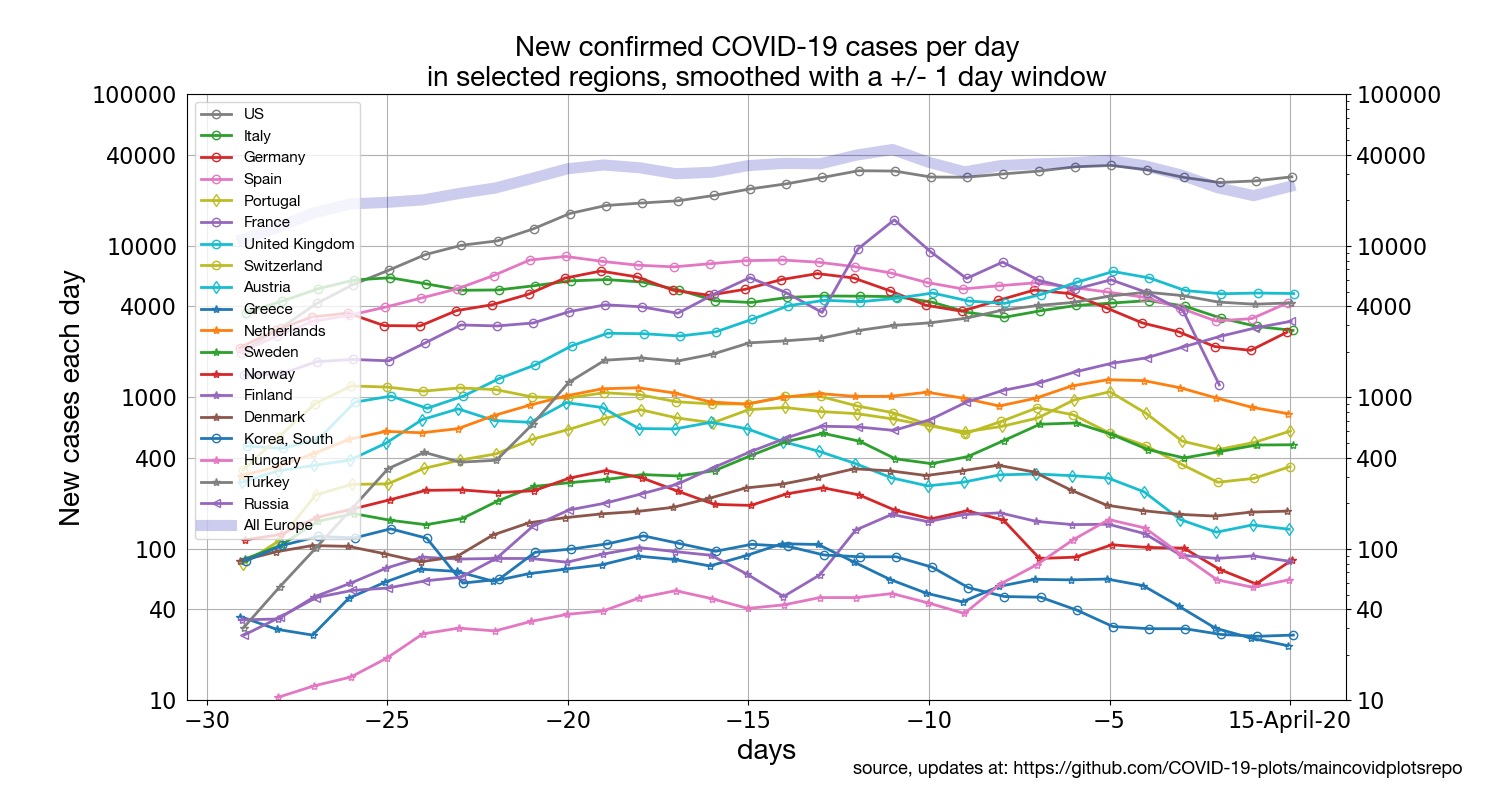 New confirmed COVID-19 cases per day
in selected regions, smoothed with a +/- 1 day window
New cases each day
100000
40000
10000
4000
1000
400
100
40
10
US
Italy
Germany
Spain
Portugal
France
United Kingdom
Switzerland
Austria
Greece
Netherlands
Sweden
Norway
Finland
Denmark
Korea, South
Hungary
Turkey
Russia
All Europe
100000
40000
10000
4000
1000
400
100
40
10
−30 −25 −20 −15 −10 −5 15-April-20
days
source, updates at: https://github.com/COVID-19-plots/maincovidplotsrepo